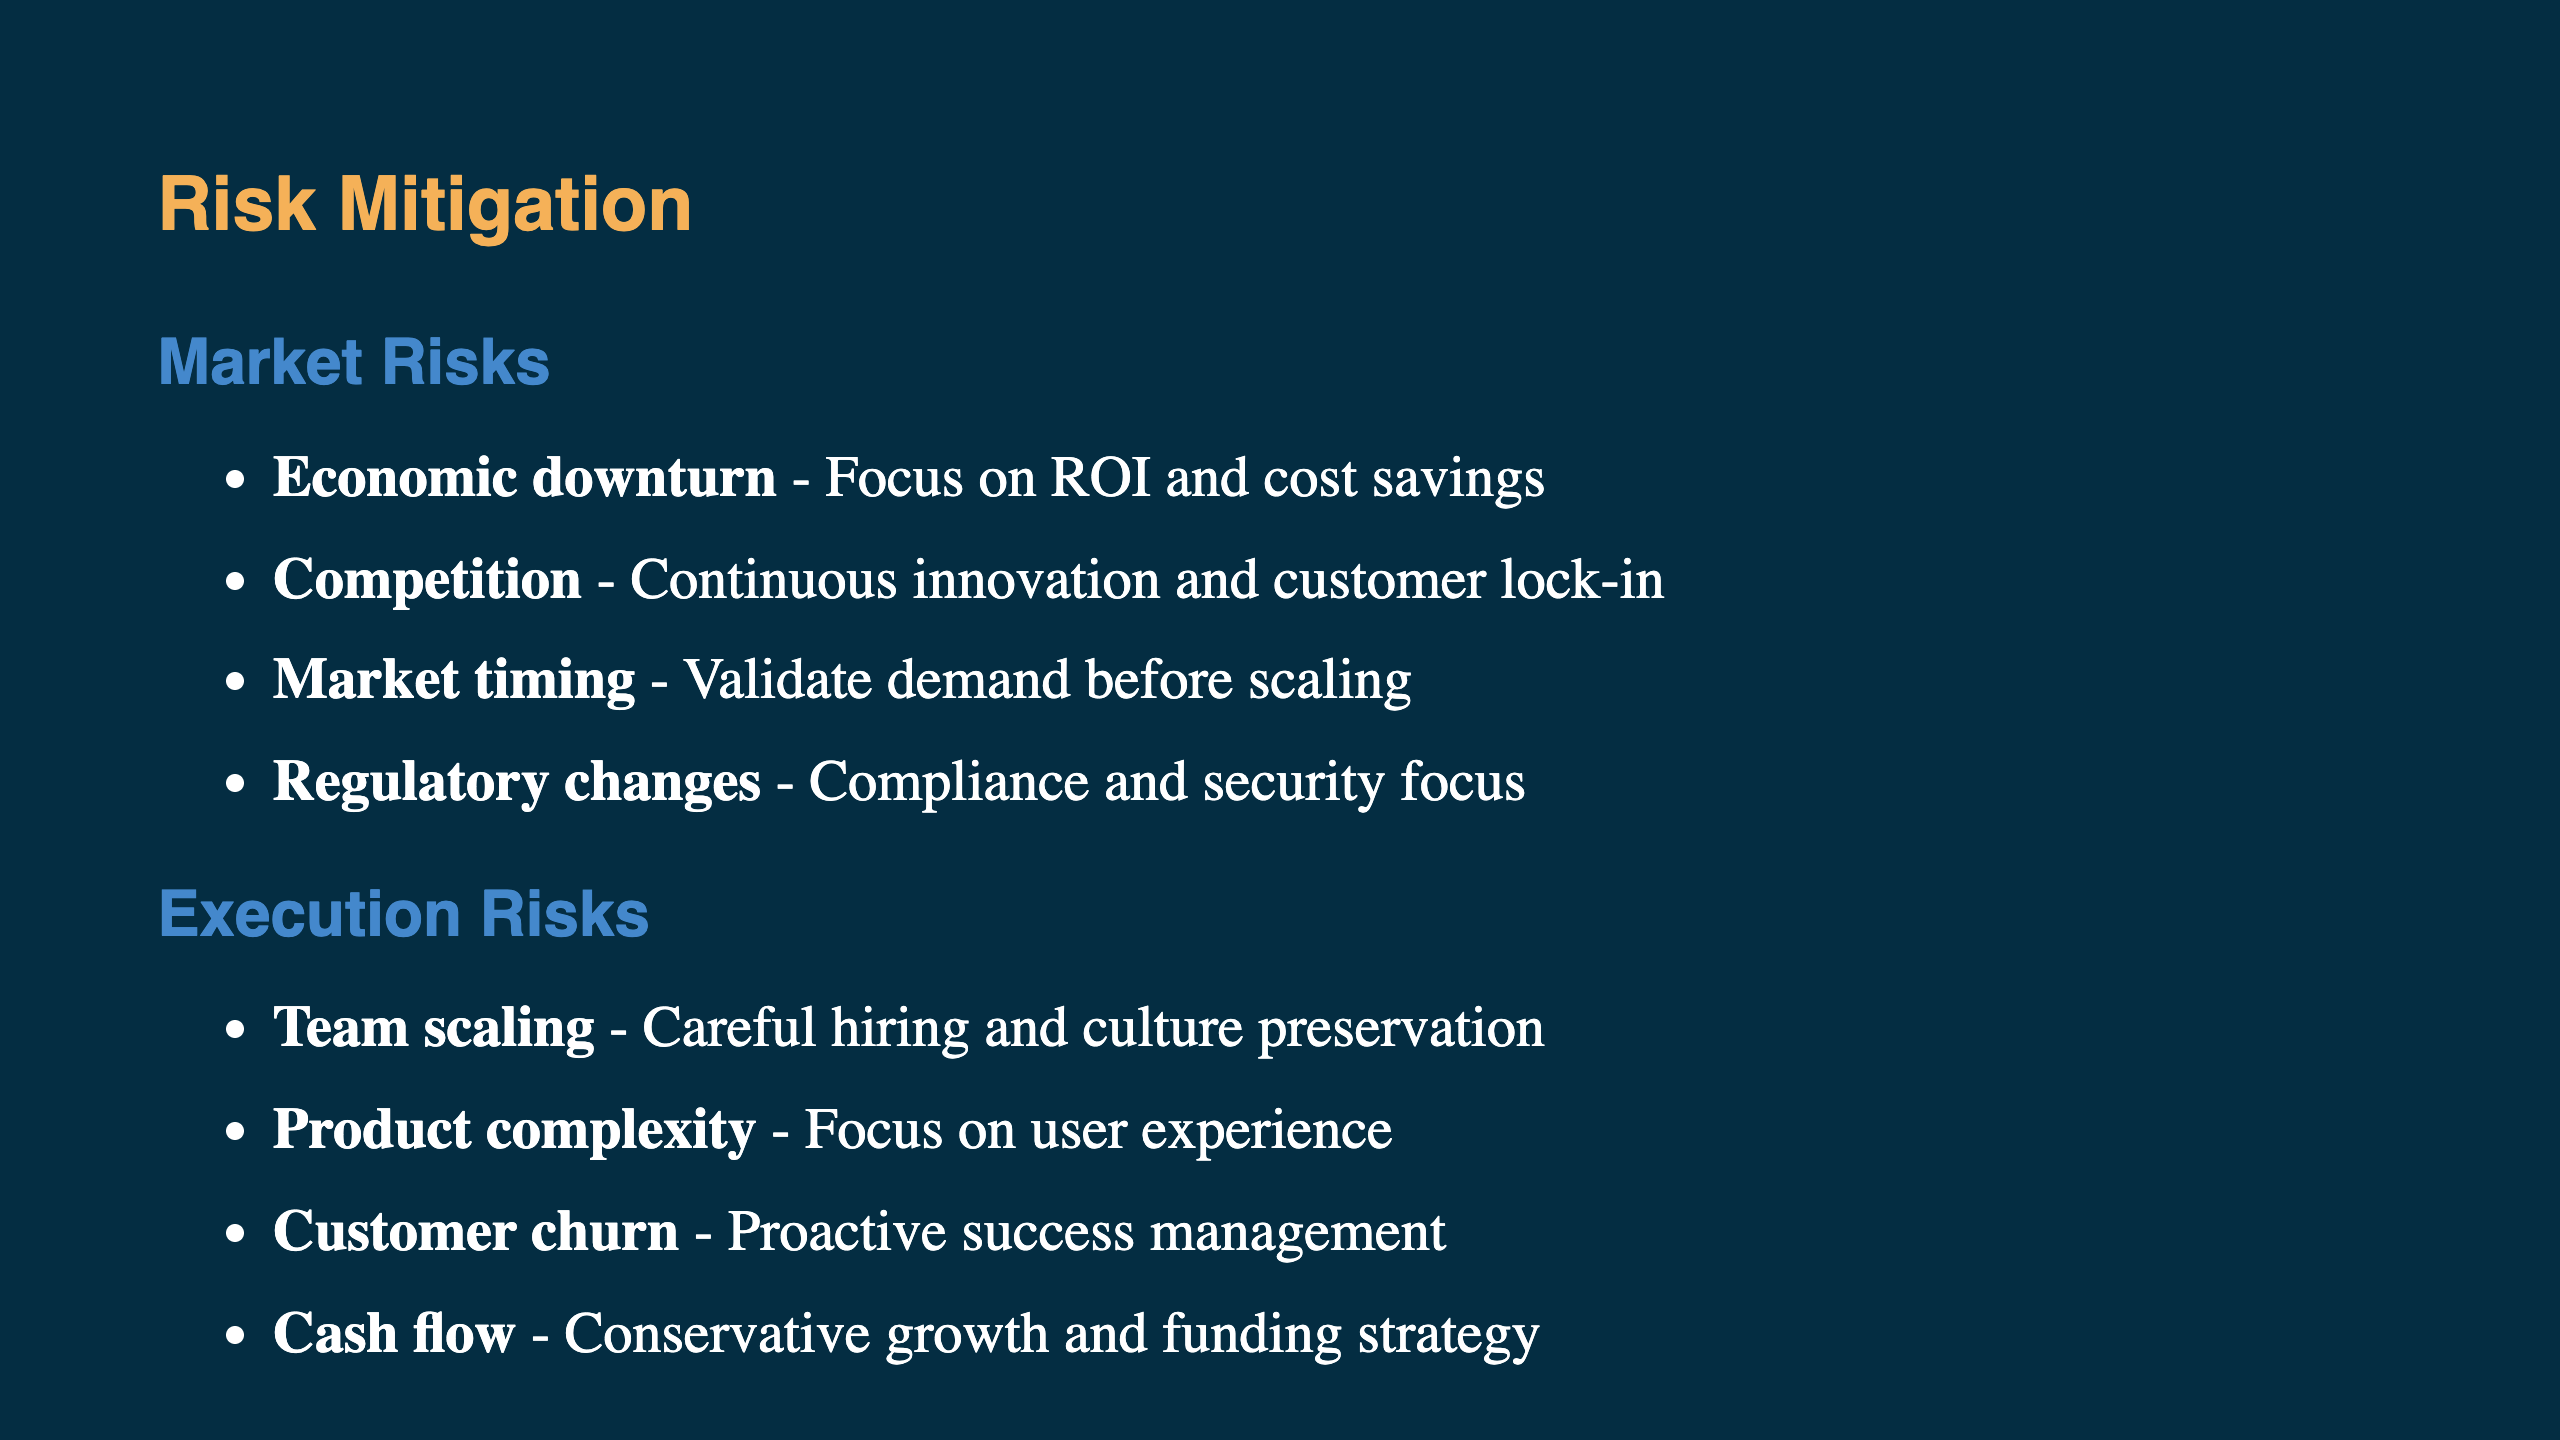 Risk Mitigation
Market Risks
• Economic downturn - Focus on ROI and cost savings
• Competition - Continuous innovation and customer lock-in
• Market timing - Validate demand before scaling
• Regulatory changes - Compliance and security focus
Execution Risks
• Team scaling - Careful hiring and culture preservation
• Product complexity - Focus on user experience
• Customer churn - Proactive success management
• Cash flow - Conservative growth and funding strategy